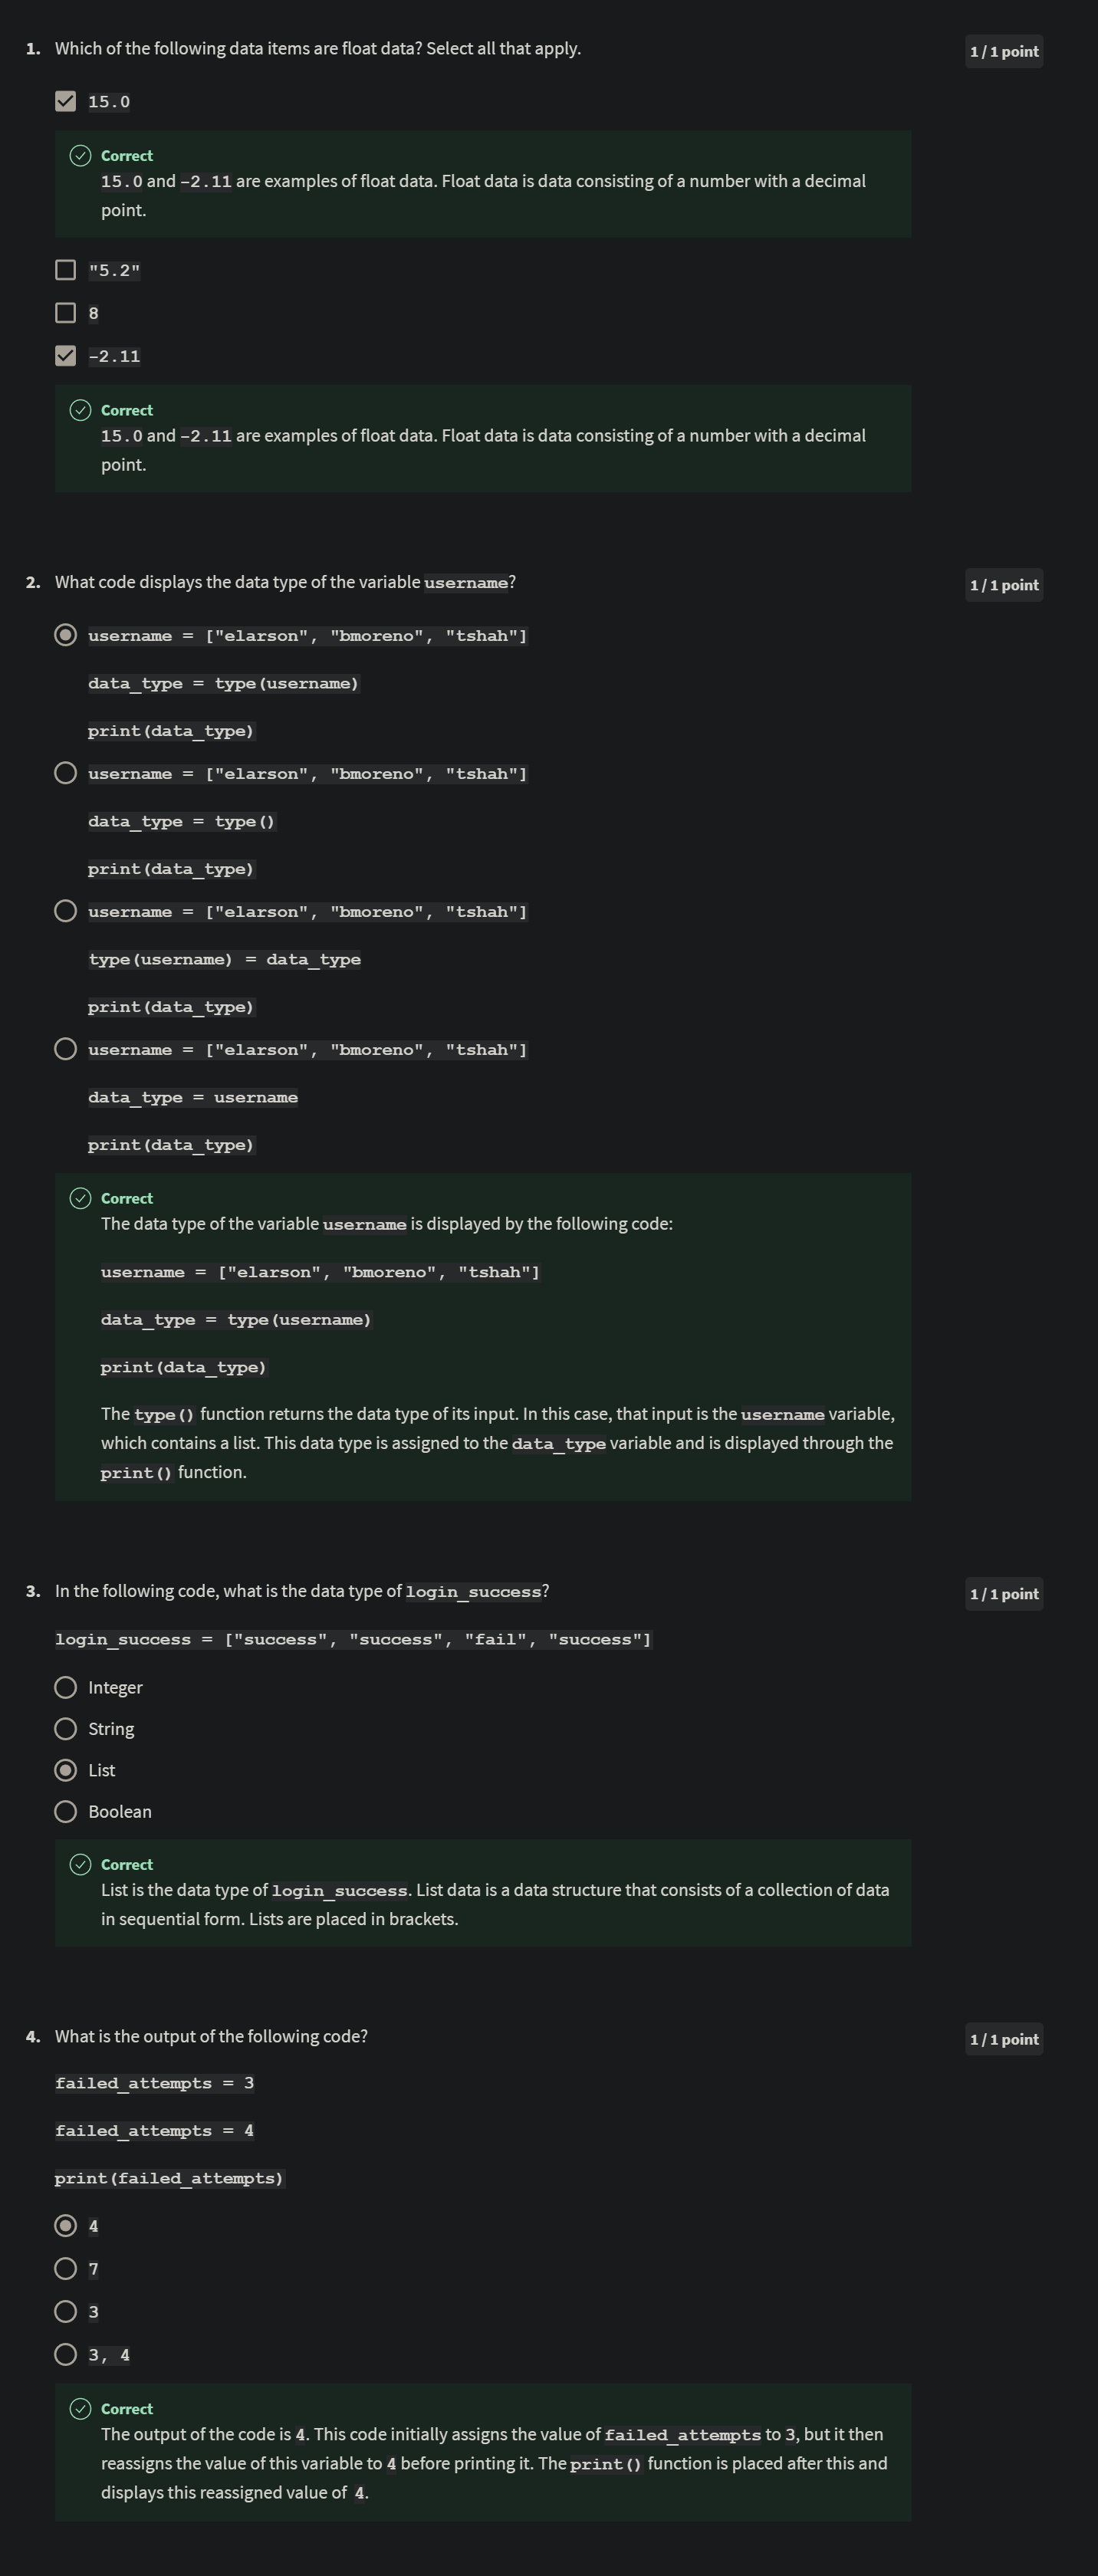 1. Which of the following data items are float data? Select all that apply.
1 / 1 point
15.0
Correct
15.0 and -2.11 are examples of float data. Float data is data consisting of a number with a decimal
point.
"5.2"
8
-2.11
Correct
15.0 and -2.11 are examples of float data. Float data is data consisting of a number with a decimal
point.
2. What code displays the data type of the variable username?
1 / 1 point
username = ["elarson", "bmoreno", "tshah"]
data_type = type(username)
print(data_type)
username = ["elarson", "bmoreno", "tshah"]
data_type = type()
print(data_type)
username = ["elarson", "bmoreno", "tshah"]
type(username) = data_type
print(data_type)
username = ["elarson", "bmoreno", "tshah"]
data_type = username
print(data_type)
Correct
The data type of the variable username is displayed by the following code:
username = ["elarson", "bmoreno", "tshah"]
data_type = type(username)
print(data_type)
The type() function returns the data type of its input. In this case, that input is the username variable,
which contains a list. This data type is assigned to the data_type variable and is displayed through the
print() function.
3. In the following code, what is the data type of login_success?
1 / 1 point
login_success = ["success", "success", "fail", "success"]
Integer
String
List
Boolean
Correct
List is the data type of login_success. List data is a data structure that consists of a collection of data
in sequential form. Lists are placed in brackets.
4. What is the output of the following code?
1 / 1 point
failed_attempts = 3
failed_attempts = 4
print(failed_attempts)
4
7
3
3, 4
Correct
The output of the code is 4. This code initially assigns the value of failed_attempts to 3, but it then
reassigns the value of this variable to 4 before printing it. The print() function is placed after this and
displays this reassigned value of 4.